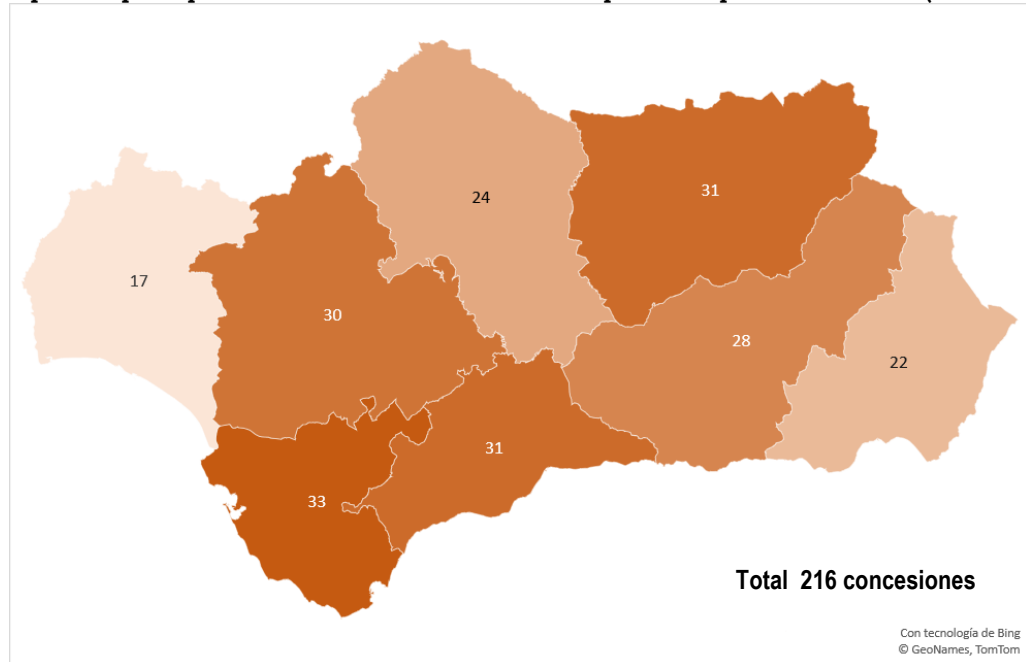 31
24
17
30
28
22
31
33
Total 216 concesiones
Con tecnología de Bing
© GeoNames, TomTom